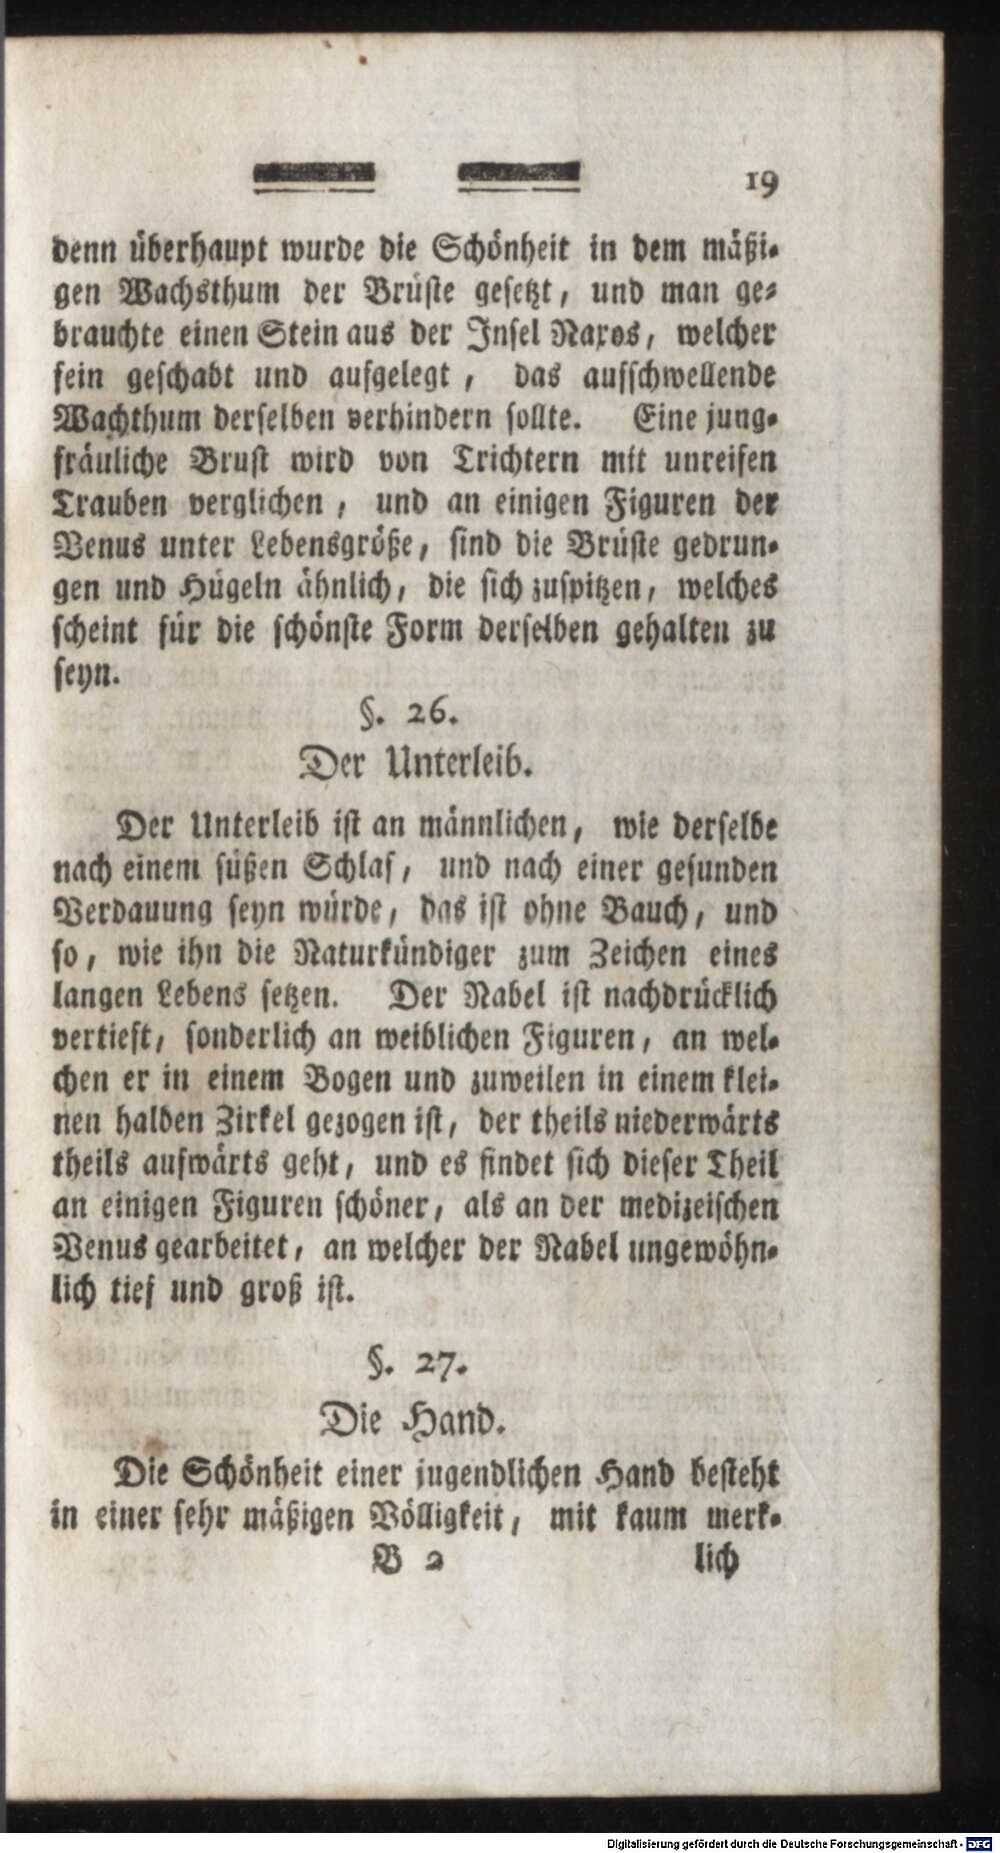 19
denn überhaupt wurde die Schönheit in dem mäßi-
gen Wachsthum der Brüste gesetzt, und man ge-
brauchte einen Stein aus der Insel Naxos, welcher
fein geschabt und aufgelegt, das aufschwellende
Wachthum derselben verhindern sollte. Eine jung-
fräuliche Brust wird von Trichtern mit unreifen
Trauben verglichen, und an einigen Figuren der
Venus unter Lebensgröße, sind die Brüste gedrun-
gen und Hügeln ähnlich, die sich zuspitzen, welches
scheint für die schönste Form derselben gehalten zu
seyn.
§. 26.
Der Unterleib.
Der Unterleib ist an männlichen, wie derselbe
nach einem süßen Schlaf, und nach einer gesunden
Verdauung seyn würde, das ist ohne Bauch, und
so, wie ihn die Naturkündiger zum Zeichen eines
langen Lebens setzen. Der Nabel ist nachdrücklich
vertieft, sonderlich an weiblichen Figuren, an wel-
chen er in einem Bogen und zuweilen in einem klei-
nen halben Zirkel gezogen ist, der theils niederwärts
theils aufwärts geht, und es findet sich dieser Theil
an einigen Figuren schöner, als an der medizeischen
Venus gearbeitet, an welcher der Nabel ungewöhn-
lich tief und groß ist.
§. 27.
Die Hand.
Die Schönheit einer jugendlichen Hand besteht
in einer sehr mäßigen Völligkeit, mit kaum merk-
B 2 lich
Digitalisierung gefördert durch die Deutsche Forschungsgemeinschaft - DFG